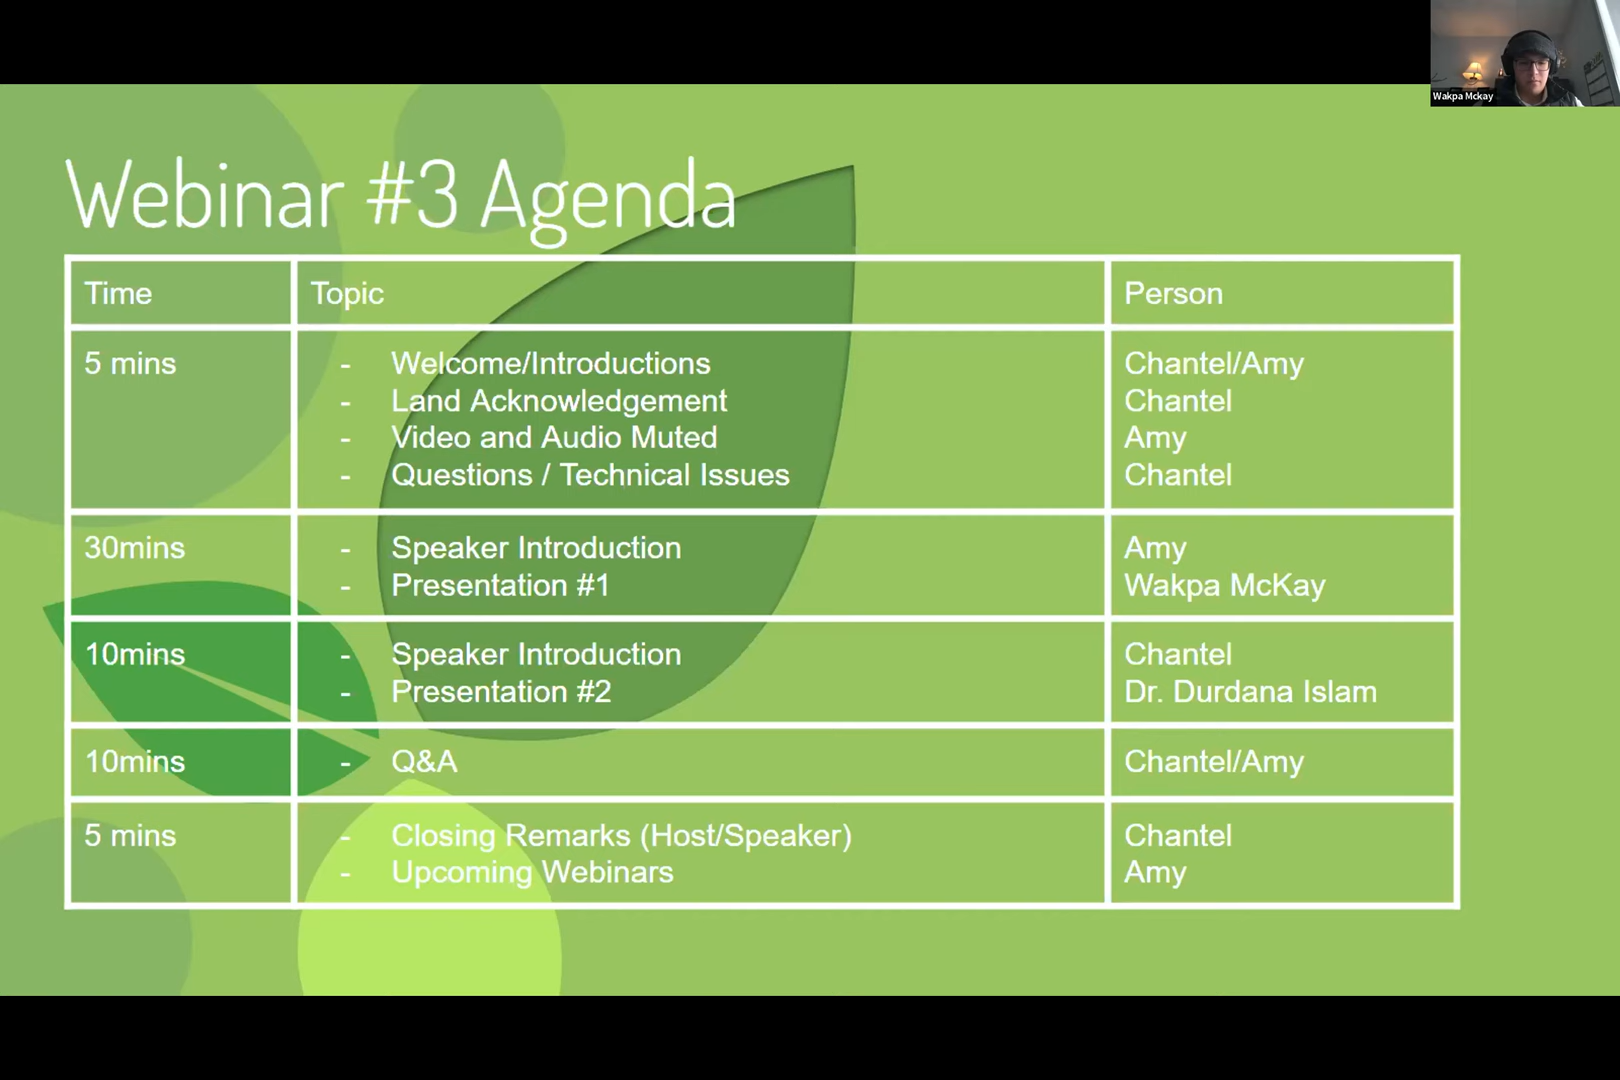 Wakpa Mckay
Webinar #3 Agenda
Time Topic Person
5 mins - Welcome/Introductions Chantel/Amy
- Land Acknowledgement Chantel
- Video and Audio Muted Amy
- Questions / Technical Issues Chantel
30mins - Speaker Introduction Amy
- Presentation #1 Wakpa McKay
10mins - Speaker Introduction Chantel
- Presentation #2 Dr. Durdana Islam
10mins - Q&A Chantel/Amy
5 mins - Closing Remarks (Host/Speaker) Chantel
- Upcoming Webinars Amy